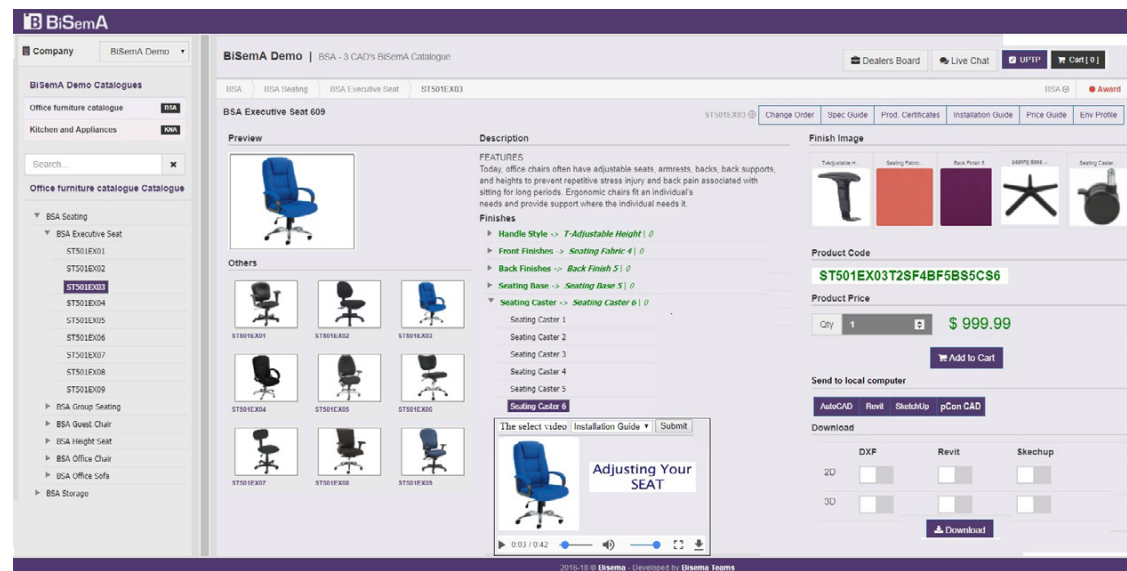 BiSemA
Company
BiSemA Demo
BiSemA Demo Catalogues
Office furniture catalogue BSA
Kitchen and Appliances KNA
Search...
Office furniture catalogue Catalogue
BSA Seating
BSA Executive Seat
ST501EX01
ST501EX02
ST501EX03
ST501EX04
ST501EX05
ST501EX06
ST501EX07
ST501EX08
ST501EX09
BSA Group Seating
BSA Guest Chair
BSA Height Seat
BSA Office Chair
BSA Office Sofa
BSA Storage
BiSemA Demo | BSA - 3 CAD's BiSemA Catalogue
Dealers Board Live Chat UPTP Cart [ 0 ]
BSA BSA Seating BSA Executive Seat ST501EX03 BSA Award
BSA Executive Seat 609
ST501EX03 Change Order Spec Guide Prod. Certificates Installation Guide Price Guide Env Profile
Preview
Others
ST501EX01 ST501EX02 ST501EX03
ST501EX04 ST501EX05 ST501EX06
ST501EX07 ST501EX08 ST501EX09
Description
FEATURES
Today, office chairs often have adjustable seats, armrests, backs, back supports,
and heights to prevent repetitive stress injury and back pain associated with
sitting for long periods. Ergonomic chairs fit an individual's
needs and provide support where the individual needs it.
Finishes
Handle Style -> T-Adjustable Height | 0
Front Finishes -> Seating Fabric 4 | 0
Back Finishes -> Back Finish 5 | 0
Seating Base -> Seating Base 5 | 0
Seating Caster -> Seating Caster 6 | 0
Seating Caster 1
Seating Caster 2
Seating Caster 3
Seating Caster 4
Seating Caster 5
Seating Caster 6
The select video Installation Guide Submit
Adjusting Your
SEAT
0:03 / 0:42
Finish Image
T-Adjustable H... Seating Fabric... Back Finish 5 Seating Base ... Seating Caster...
Product Code
ST501EX03T2SF4BF5BS5CS6
Product Price
Qty 1 $ 999.99
Add to Cart
Send to local computer
AutoCAD Revit SketchUp pCon CAD
Download
DXF Revit Skechup
2D
3D
Download
2016-18 © Bisema - Developed by Bisema Teams